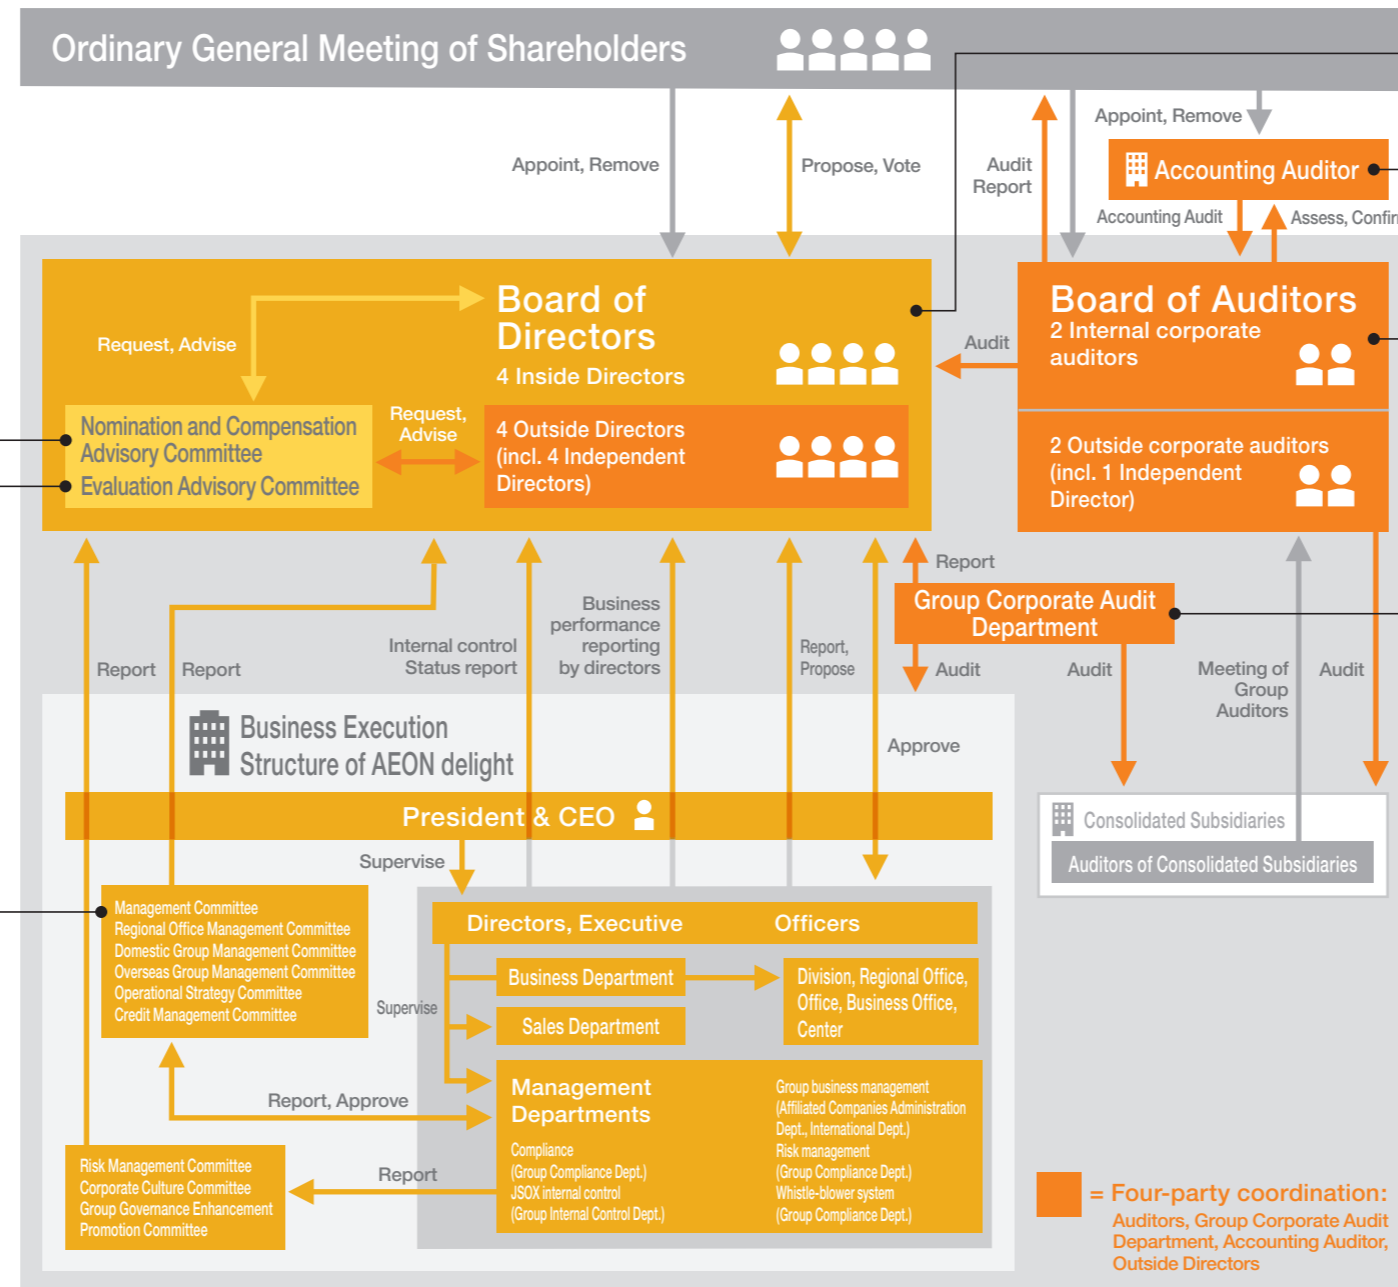 Ordinary General Meeting of Shareholders
Appoint, Remove
Propose, Vote
Audit
Report
Appoint, Remove
Accounting Auditor
Accounting Audit
Assess, Confir
Board of
Directors
4 Inside Directors
Request, Advise
Nomination and Compensation
Advisory Committee
Evaluation Advisory Committee
Request,
Advise
4 Outside Directors
(incl. 4 Independent
Directors)
Audit
Board of Auditors
2 Internal corporate
auditors
2 Outside corporate auditors
(incl. 1 Independent
Director)
Report
Report
Internal control
Status report
Business
performance
reporting
by directors
Report,
Propose
Report
Group Corporate Audit
Department
Audit
Audit
Meeting of
Group
Auditors
Audit
Approve
Business Execution
Structure of AEON delight
President & CEO
Supervise
Consolidated Subsidiaries
Auditors of Consolidated Subsidiaries
Management Committee
Regional Office Management Committee
Domestic Group Management Committee
Overseas Group Management Committee
Operational Strategy Committee
Credit Management Committee
Directors, Executive Officers
Supervise
Business Department
Sales Department
Division, Regional Office,
Office, Business Office,
Center
Report, Approve
Management
Departments
Compliance
(Group Compliance Dept.)
JSOX internal control
(Group Internal Control Dept.)
Group business management
(Affiliated Companies Administration
Dept., International Dept.)
Risk management
(Group Compliance Dept.)
Whistle-blower system
(Group Compliance Dept.)
Report
Risk Management Committee
Corporate Culture Committee
Group Governance Enhancement
Promotion Committee
= Four-party coordination:
Auditors, Group Corporate Audit
Department, Accounting Auditor,
Outside Directors